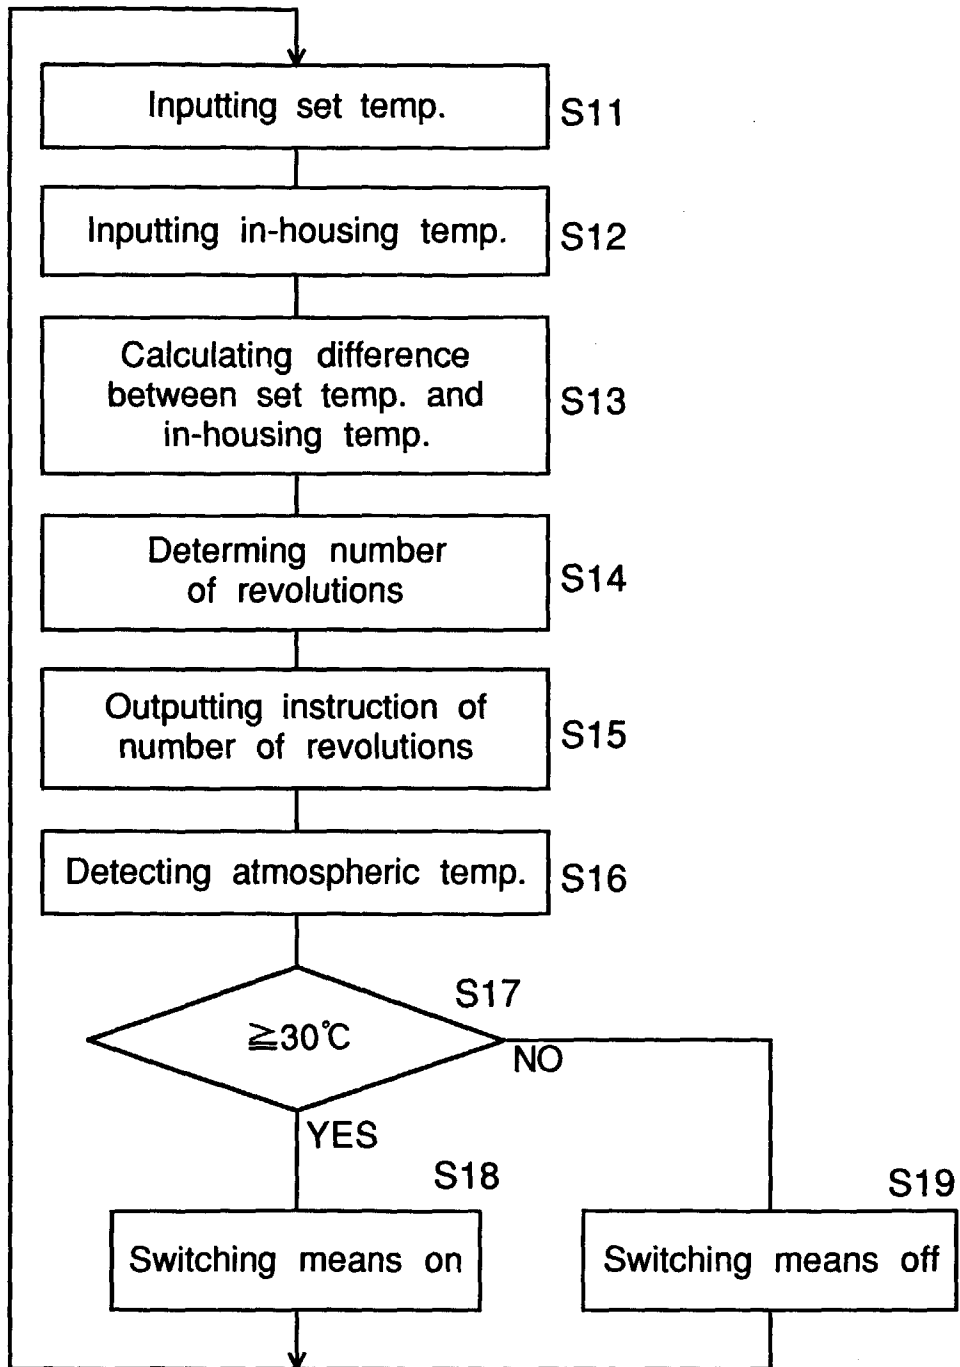 Inputting set temp.
S11
Inputting in-housing temp.
S12
Calculating difference
between set temp. and
in-housing temp.
S13
Determing number
of revolutions
S14
Outputting instruction of
number of revolutions
S15
Detecting atmospheric temp.
S16
S17
≧30℃
NO
YES
S18
Switching means on
S19
Switching means off